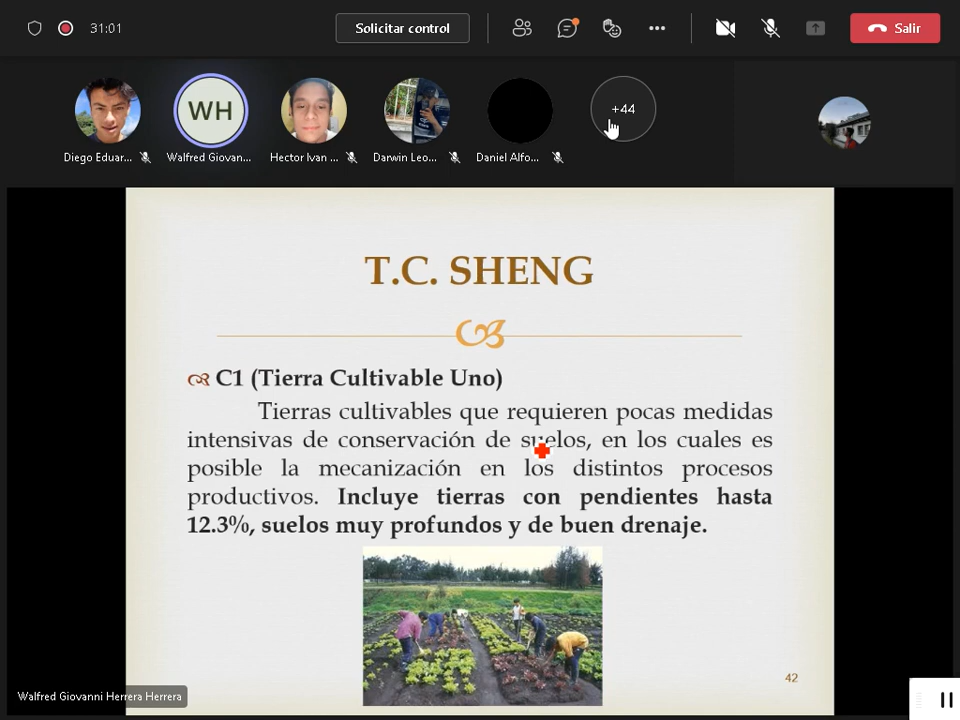 31:01
Solicitar control
Salir
WH
+44
Diego Eduar...
Walfred Giovan...
Hector Ivan ...
Darwin Leo...
Daniel Alfo...
T.C. SHENG
C1 (Tierra Cultivable Uno)
Tierras cultivables que requieren pocas medidas
intensivas de conservación de suelos, en los cuales es
posible la mecanización en los distintos procesos
productivos. Incluye tierras con pendientes hasta
12.3%, suelos muy profundos y de buen drenaje.
42
Walfred Giovanni Herrera Herrera